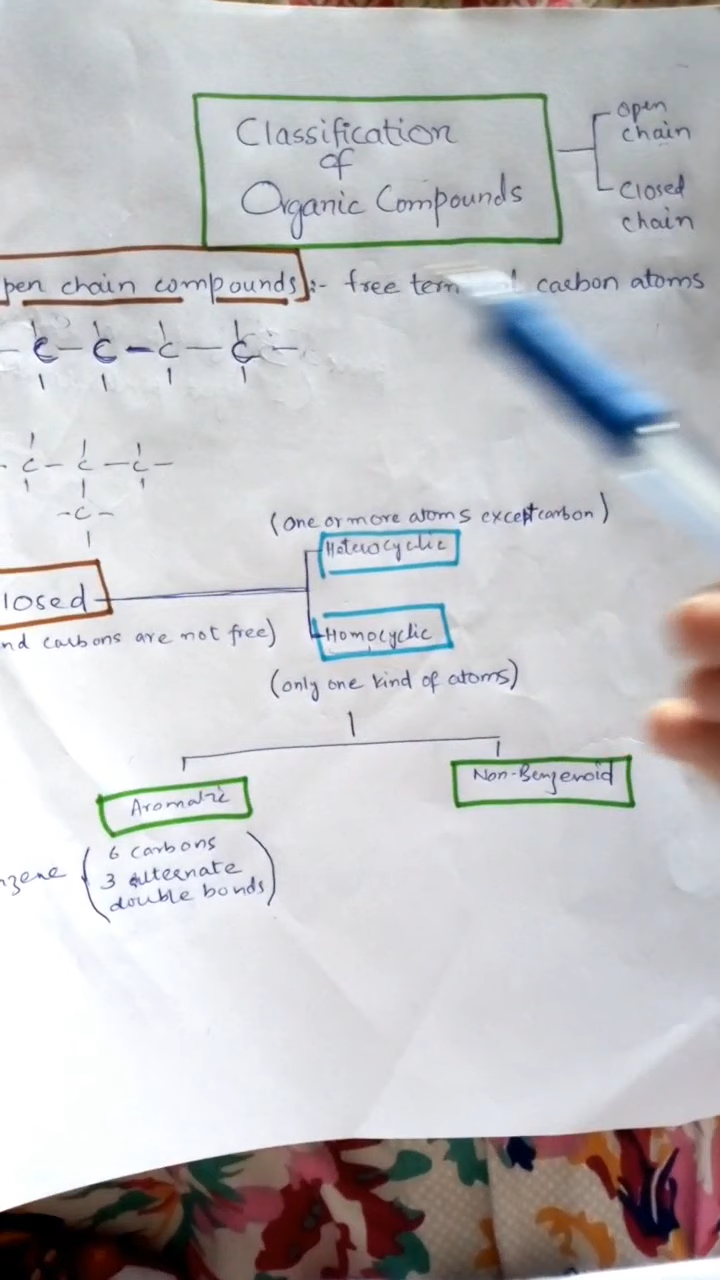 Classification
of
Organic Compounds
open
chain
Closed
chain
pen chain compounds :- free carbon atoms
- C - C - C - C -
- C - C - C -
- C -
(One or more atoms except carbon)
Heterocyclic
losed
nd carbons are not free)
Homocyclic
(only one kind of atoms)
Aromatic
Non-Benzenoid
nzene
6 carbons
3 alternate
double bonds